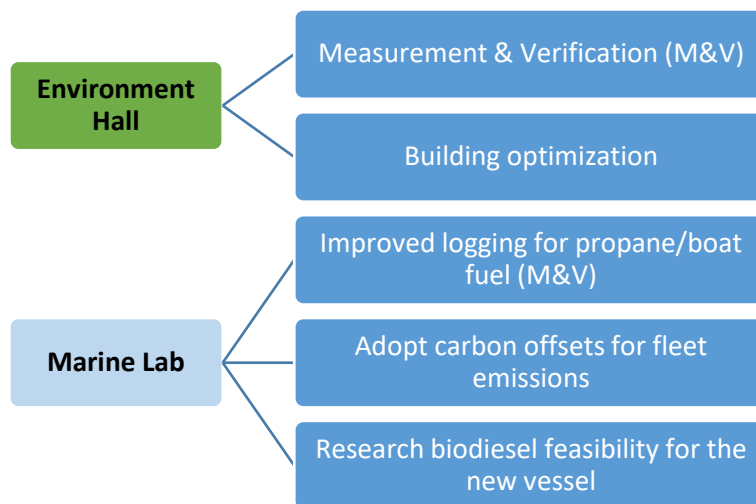 Environment
Hall
Measurement & Verification (M&V)
Building optimization
Marine Lab
Improved logging for propane/boat
fuel (M&V)
Adopt carbon offsets for fleet
emissions
Research biodiesel feasibility for the
new vessel